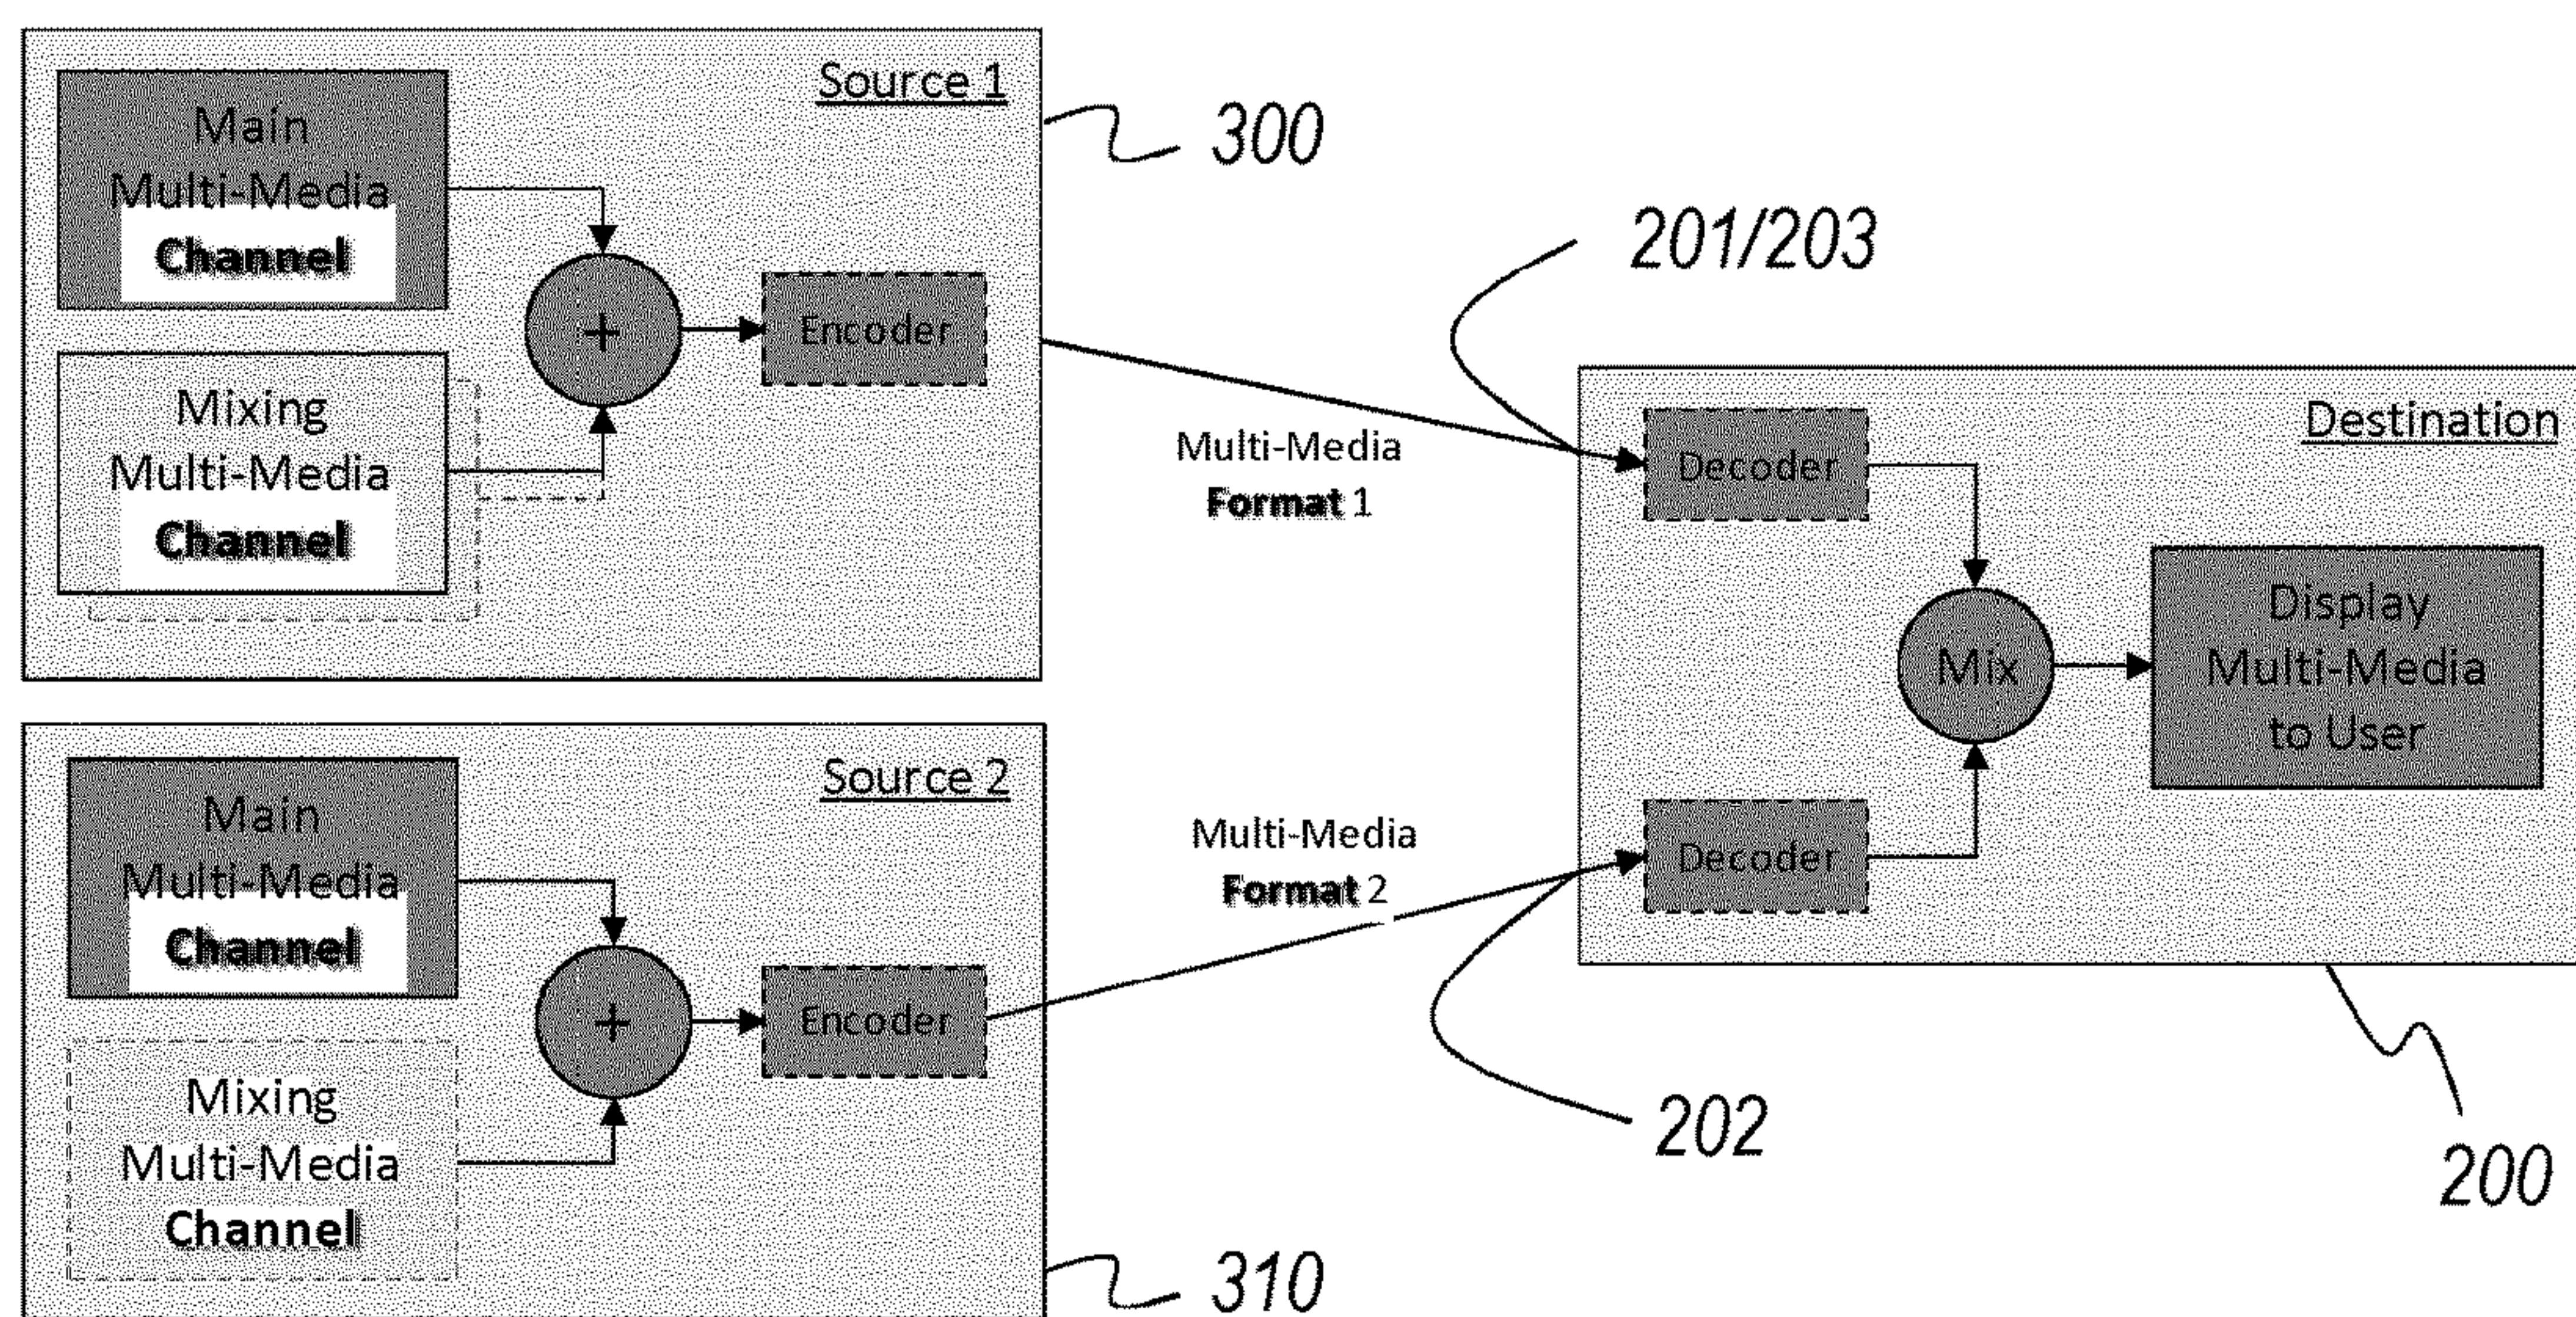 Source 1
Main
Multi-Media
Channel
+
Encoder
Mixing
Multi-Media
Channel
300
201/203
Multi-Media
Format 1
Destination
Decoder
Mix
Display
Multi-Media
to User
Decoder
Source 2
Main
Multi-Media
Channel
+
Encoder
Mixing
Multi-Media
Channel
Multi-Media
Format 2
202
200
310